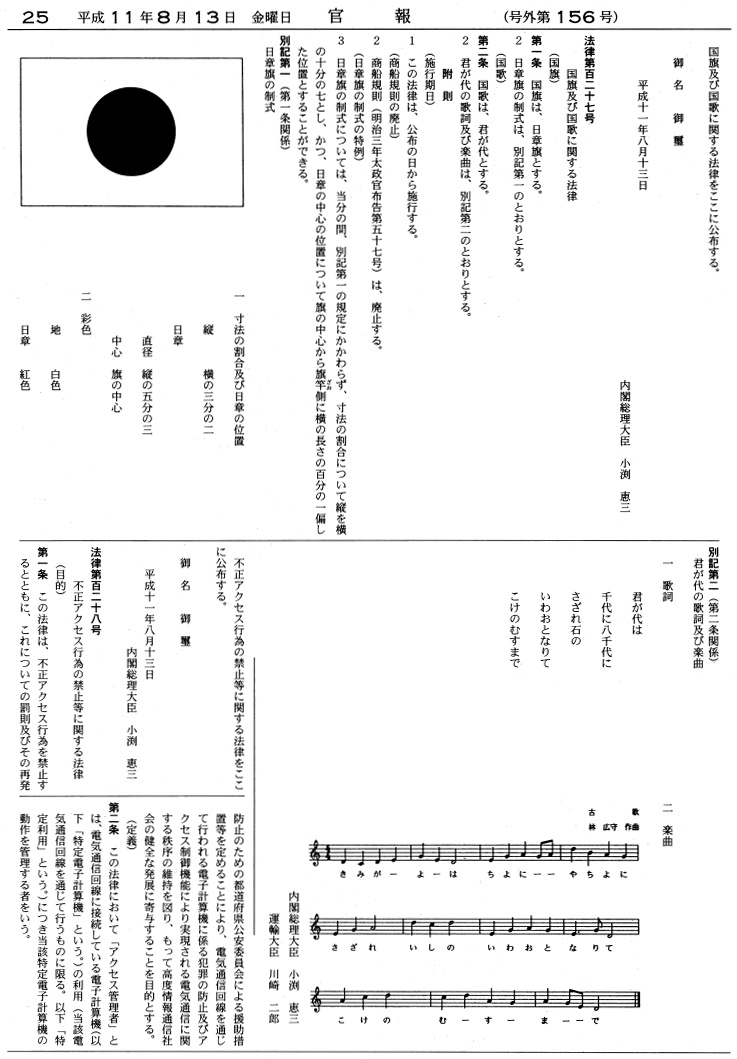 25　平成11年8月13日　金曜日　官　報　(号外第156号)
国旗及び国歌に関する法律をここに公布する。
御　名　御　璽
平成十一年八月十三日
内閣総理大臣　小渕　恵三
法律第百二十七号
国旗及び国歌に関する法律
（国旗）
第一条　国旗は、日章旗とする。
2　日章旗の制式は、別記第一のとおりとする。
（国歌）
第二条　国歌は、君が代とする。
2　君が代の歌詞及び楽曲は、別記第二のとおりとする。
附　則
（施行期日）
1　この法律は、公布の日から施行する。
（商船規則の廃止）
2　商船規則（明治三年太政官布告第五十七号）は、廃止する。
（日章旗の制式の特例）
3　日章旗の制式については、当分の間、別記第一の規定にかかわらず、寸法の割合について縦を横
の十分の七とし、かつ、日章の中心の位置について旗の中心から旗竿側に横の長さの百分の一偏し
ざお
た位置とすることができる。
別記第一（第一条関係）
日章旗の制式
一　寸法の割合及び日章の位置
縦　横の三分の二
日章
直径　縦の五分の三
中心　旗の中心
二　彩色
地　白色
日章　紅色
別記第二（第二条関係）
君が代の歌詞及び楽曲
一　歌詞
君が代は
千代に八千代に
さざれ石の
いわおとなりて
こけのむすまで
二　楽曲
古　歌
林　広守　作曲
きみがーよーは　ちよにーーやちよに
さざれ　いしの　いわおと　なりて
こけの　むーすーまーーで
内閣総理大臣　小渕　恵三
運輸大臣　川崎　二郎
不正アクセス行為の禁止等に関する法律をここ
に公布する。
御　名　御　璽
平成十一年八月十三日
内閣総理大臣　小渕　恵三
法律第百二十八号
不正アクセス行為の禁止等に関する法律
（目的）
第一条　この法律は、不正アクセス行為を禁止す
るとともに、これについての罰則及びその再発
防止のための都道府県公安委員会による援助措
置等を定めることにより、電気通信回線を通じ
て行われる電子計算機に係る犯罪の防止及びア
クセス制御機能により実現される電気通信に関
する秩序の維持を図り、もって高度情報通信社
会の健全な発展に寄与することを目的とする。
（定義）
第二条　この法律において「アクセス管理者」と
は、電気通信回線に接続している電子計算機（以
下「特定電子計算機」という。）の利用（当該電
気通信回線を通じて行うものに限る。以下「特
定利用」という。）につき当該特定電子計算機の
動作を管理する者をいう。